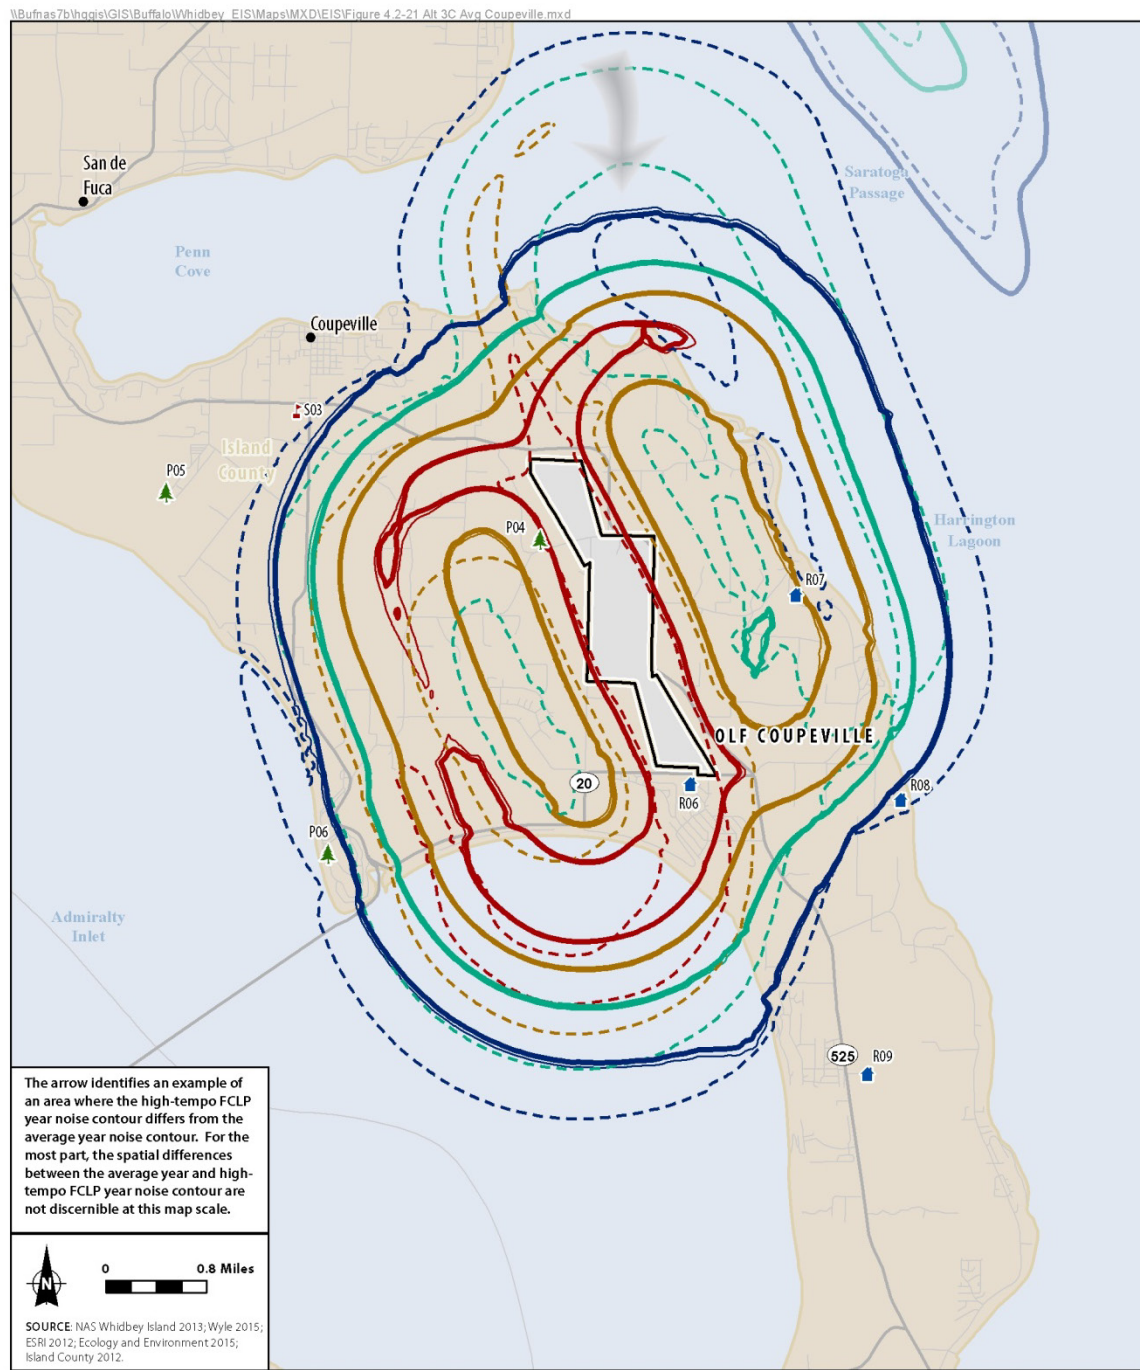 \\Bufnas7b\hqgis\GIS\Buffalo\Whidbey_EIS\Maps\MXD\EIS\Figure 4.2-21 Alt 3C Avg Coupeville.mxd
San de
Fuca
Saratoga
Passage
Penn
Cove
Coupeville
S03
Island
County
P05
P04
Harrington
Lagoon
R07
OLF COUPEVILLE
20
R06
R08
P06
Admiralty
Inlet
525
R09
The arrow identifies an example of
an area where the high-tempo FCLP
year noise contour differs from the
average year noise contour. For the
most part, the spatial differences
between the average year and high-
tempo FCLP year noise contour are
not discernible at this map scale.
N
0 0.8 Miles
SOURCE: NAS Whidbey Island 2013; Wyle 2015;
ESRI 2012; Ecology and Environment 2015;
Island County 2012.